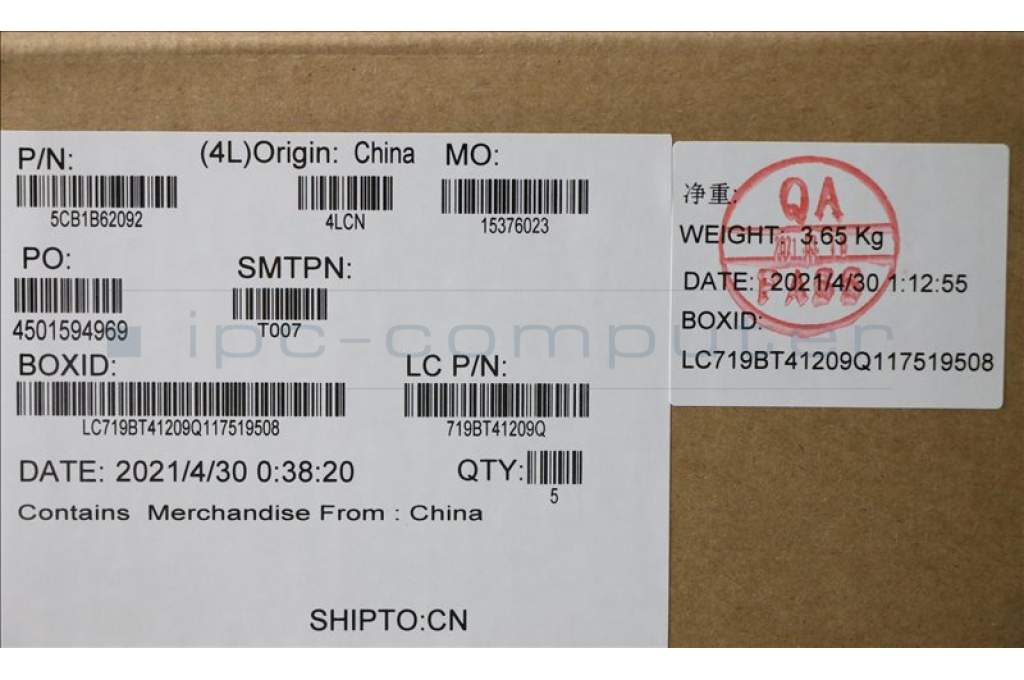 P/N:
5CB1B62092
(4L)Origin: China
4LCN
MO:
15376023
PO:
4501594969
SMTPN:
T007
BOXID:
LC719BT41209Q117519508
LC P/N:
719BT41209Q
DATE: 2021/4/30 0:38:20
QTY:
5
Contains Merchandise From : China
SHIPTO:CN
净重:
WEIGHT: 3.65 Kg
DATE: 2021/4/30 1:12:55
BOXID:
LC719BT41209Q117519508
QA
PASS
ipc-computer